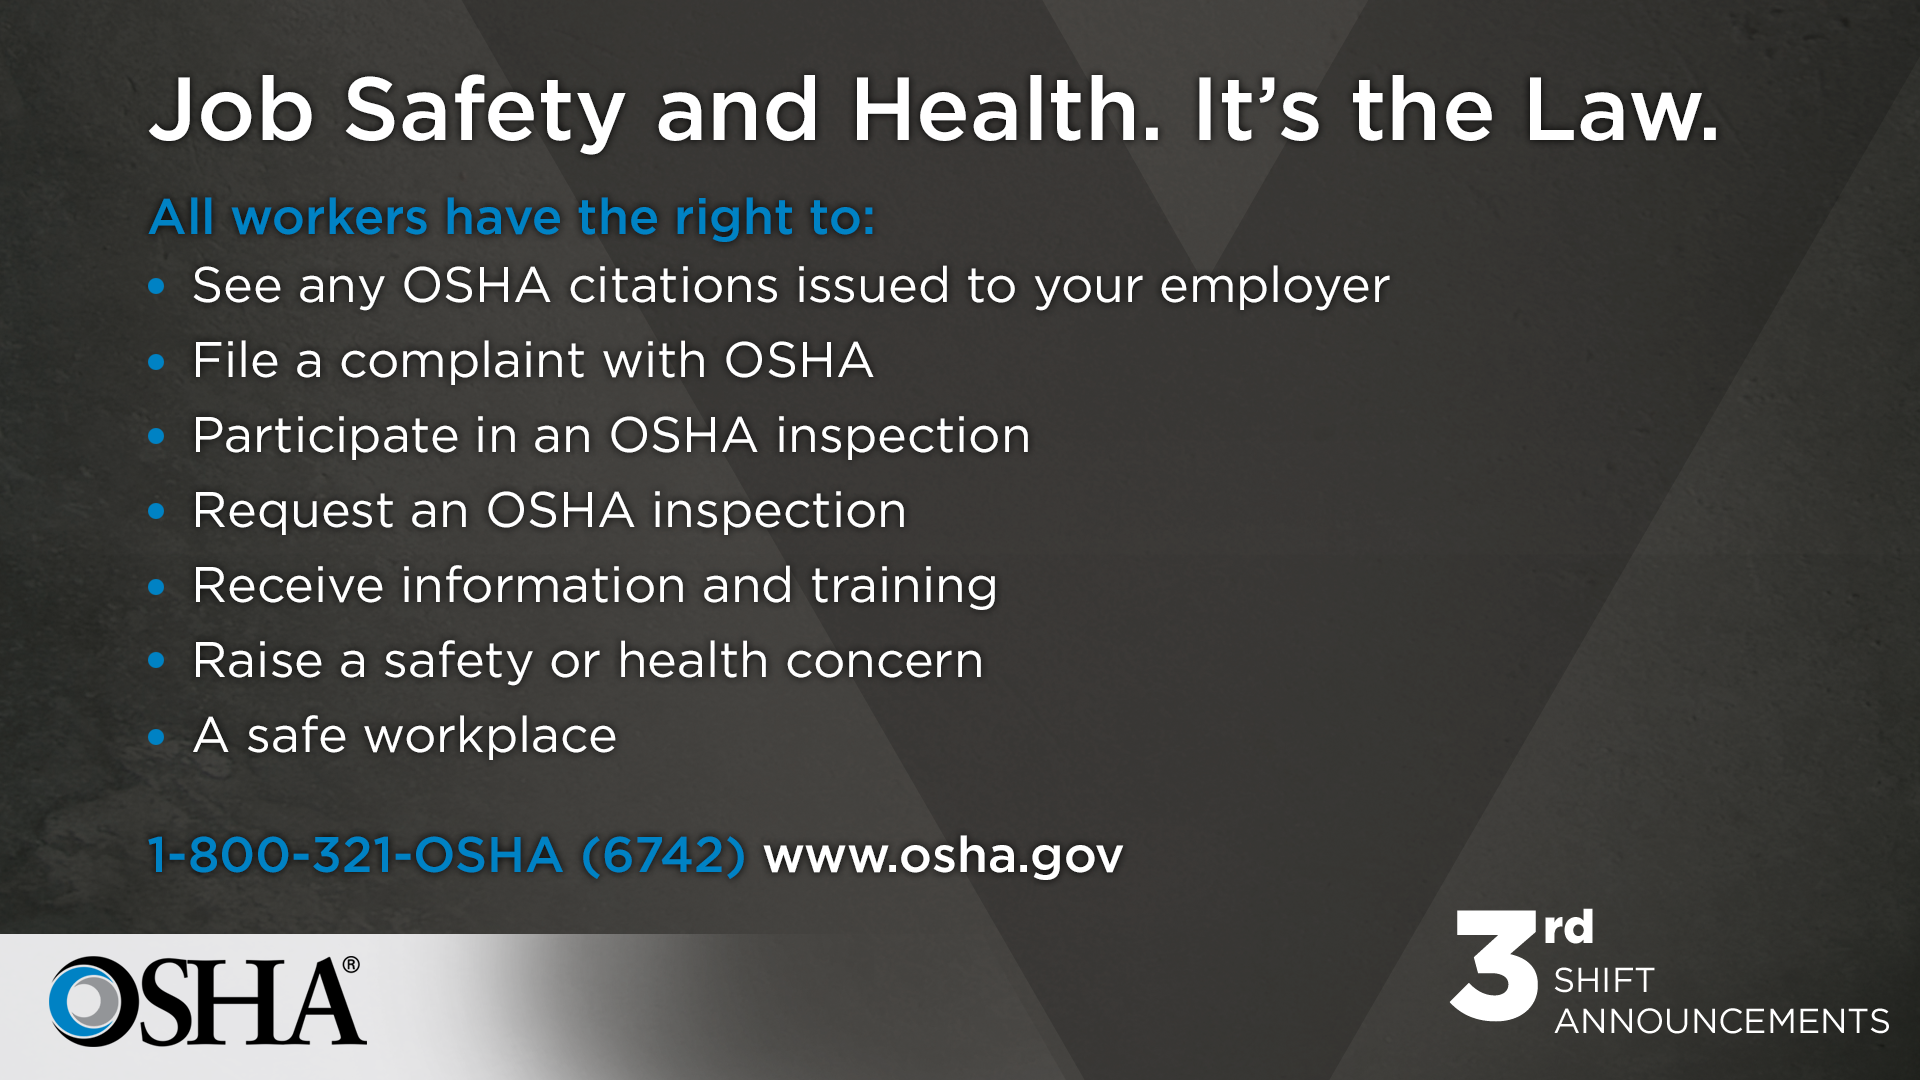 Job Safety and Health. It’s the Law.
All workers have the right to:
• See any OSHA citations issued to your employer
• File a complaint with OSHA
• Participate in an OSHA inspection
• Request an OSHA inspection
• Receive information and training
• Raise a safety or health concern
• A safe workplace
1-800-321-OSHA (6742) www.osha.gov
OSHA®
3rd
SHIFT
ANNOUNCEMENTS